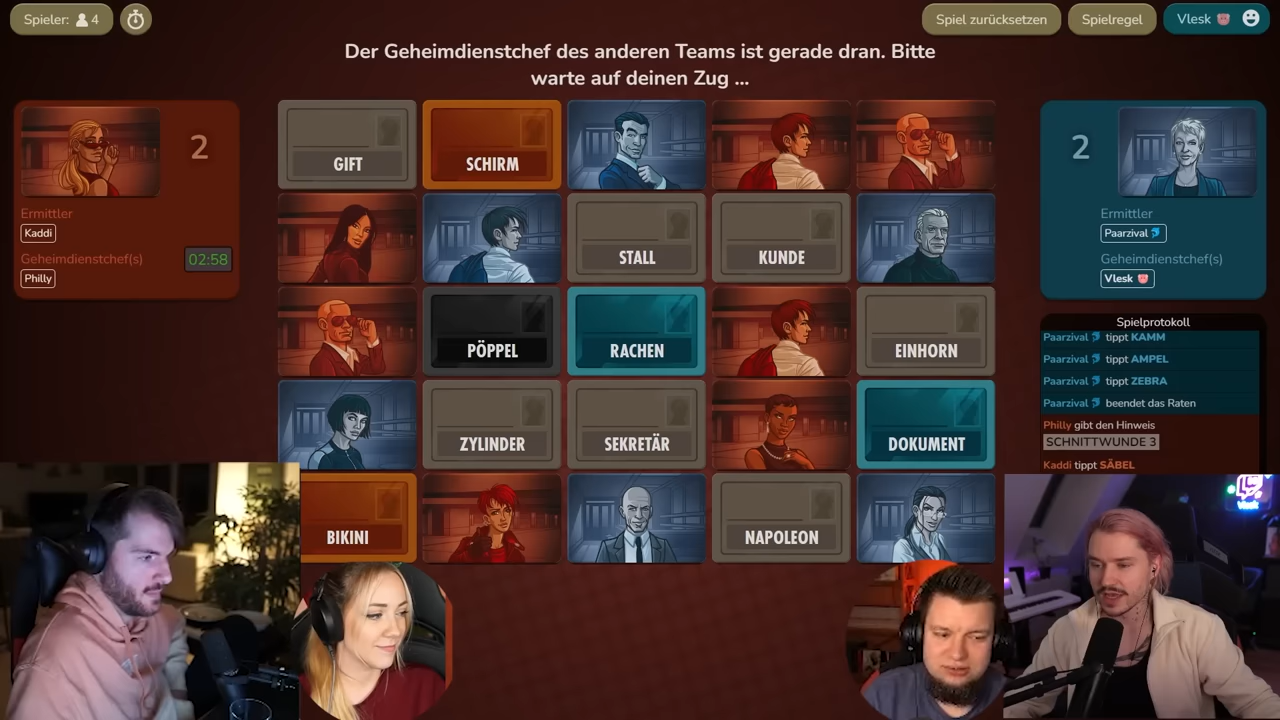 Spieler: 4
Spiel zurücksetzen
Spielregel
Vlesk
Der Geheimdienstchef des anderen Teams ist gerade dran. Bitte
warte auf deinen Zug ...
2
Ermittler
Kaddi
Geheimdienstchef(s)
02:58
Philly
GIFT
SCHIRM
STALL
KUNDE
PÖPPEL
RACHEN
EINHORN
ZYLINDER
SEKRETÄR
DOKUMENT
BIKINI
NAPOLEON
2
Ermittler
Paarzival
Geheimdienstchef(s)
Vlesk
Spielprotokoll
Paarzival tippt KAMM
Paarzival tippt AMPEL
Paarzival tippt ZEBRA
Paarzival beendet das Raten
Philly gibt den Hinweis
SCHNITTWUNDE 3
Kaddi tippt SÄBEL
Vlesk